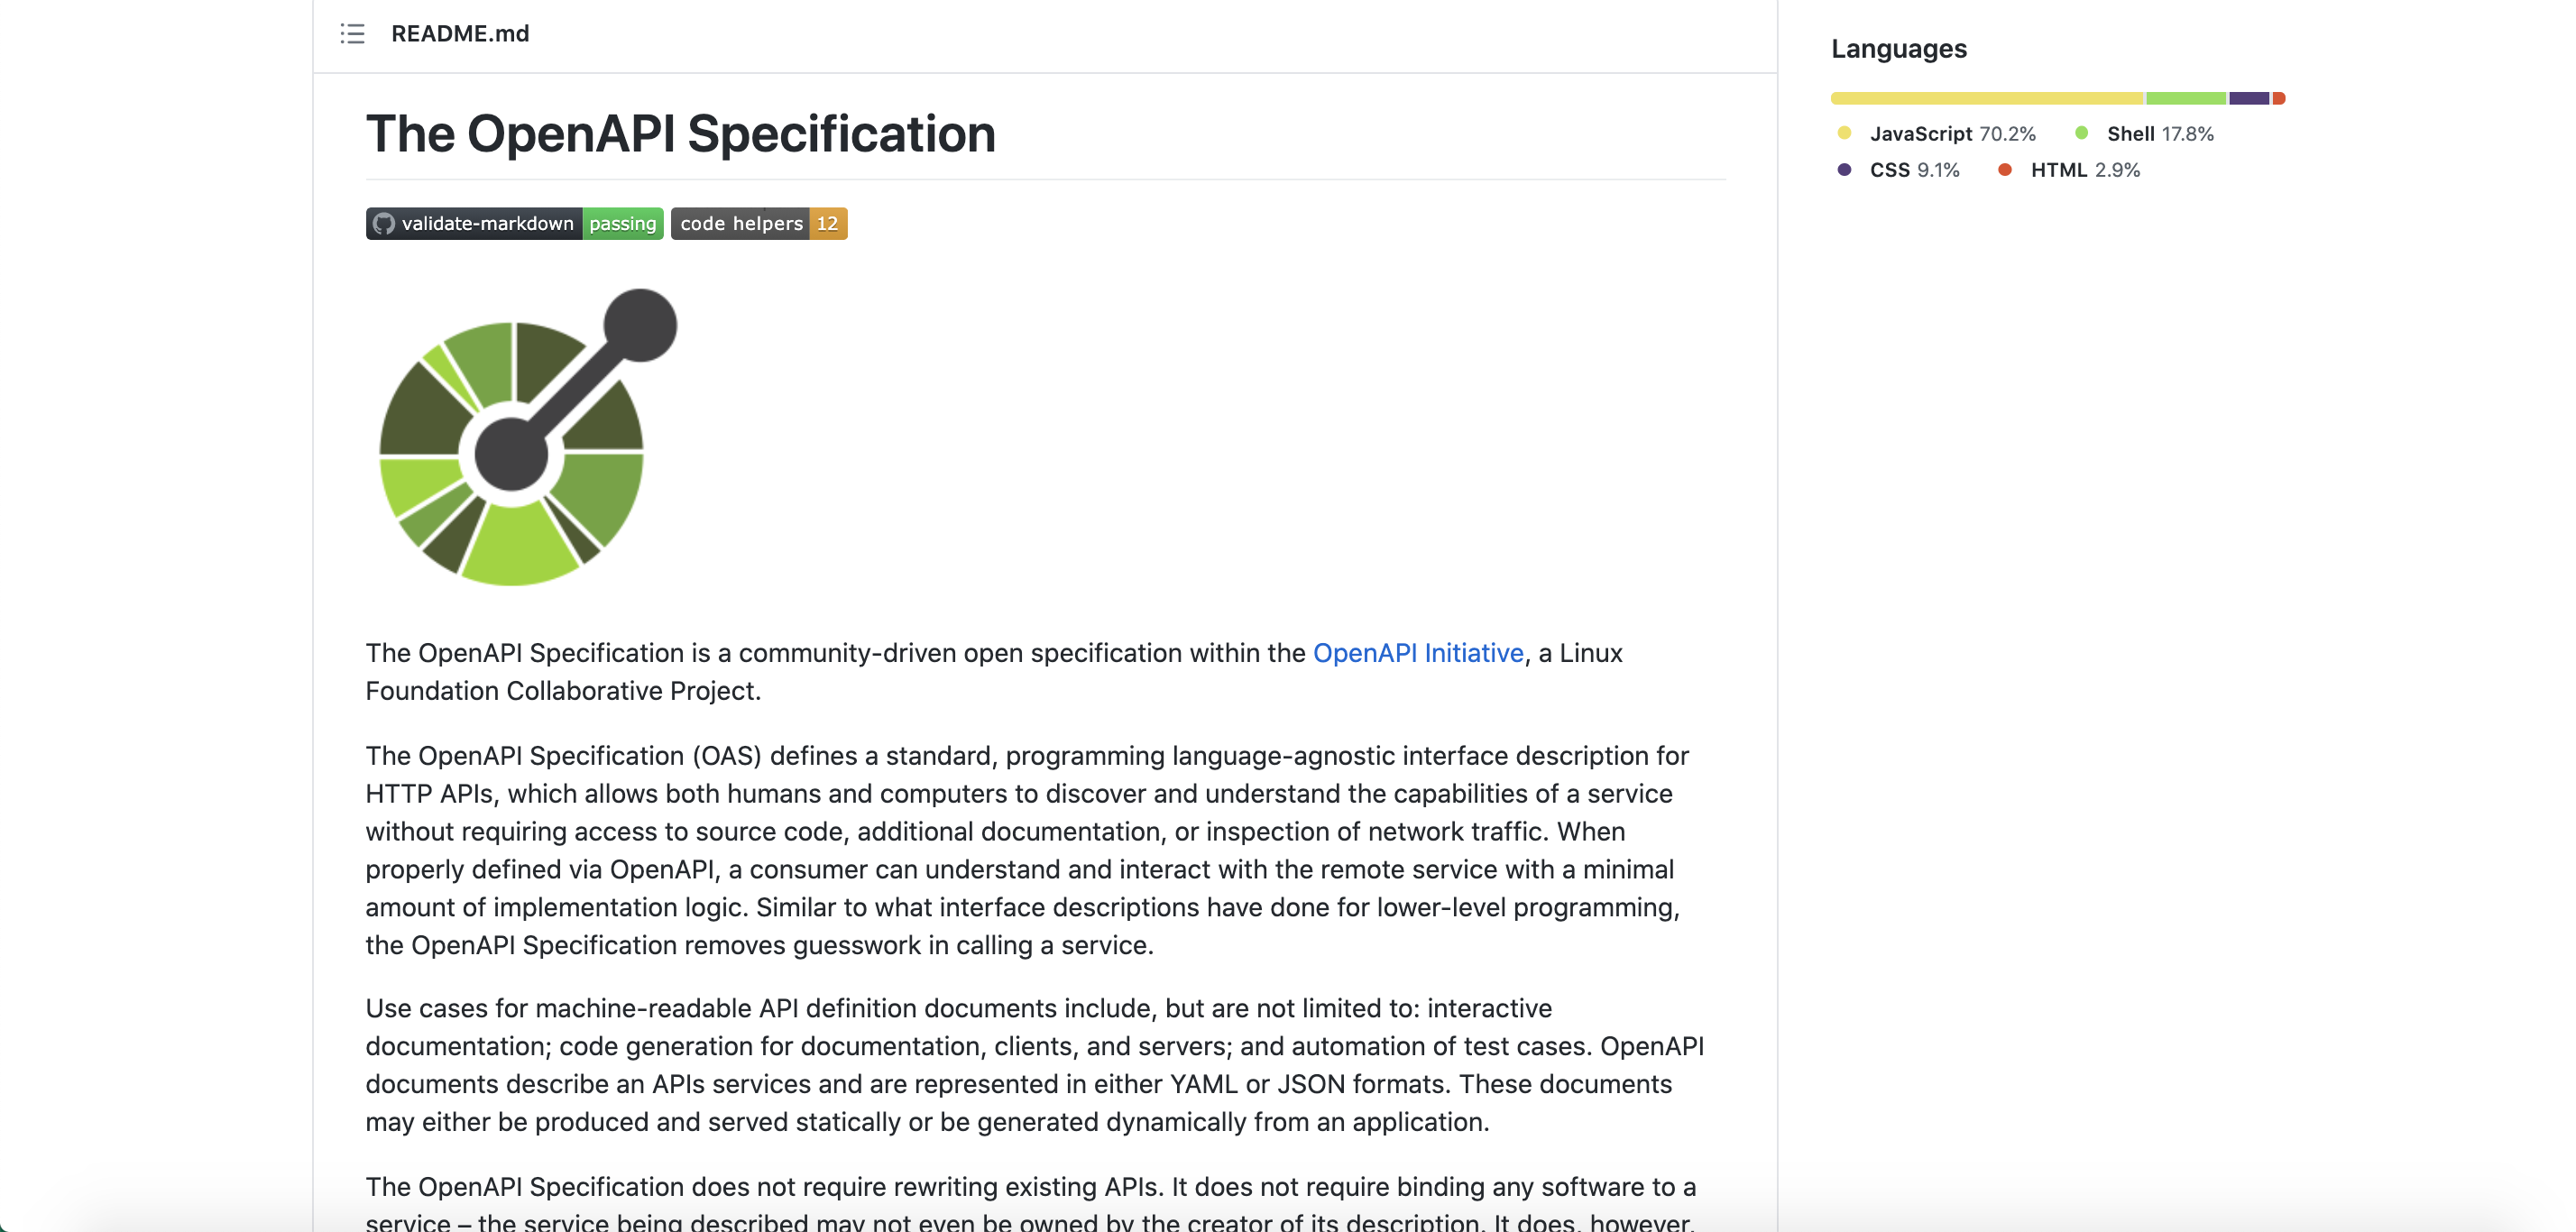 README.md
The OpenAPI Specification
validate-markdown passing code helpers 12
The OpenAPI Specification is a community-driven open specification within the OpenAPI Initiative, a Linux
Foundation Collaborative Project.
The OpenAPI Specification (OAS) defines a standard, programming language-agnostic interface description for
HTTP APIs, which allows both humans and computers to discover and understand the capabilities of a service
without requiring access to source code, additional documentation, or inspection of network traffic. When
properly defined via OpenAPI, a consumer can understand and interact with the remote service with a minimal
amount of implementation logic. Similar to what interface descriptions have done for lower-level programming,
the OpenAPI Specification removes guesswork in calling a service.
Use cases for machine-readable API definition documents include, but are not limited to: interactive
documentation; code generation for documentation, clients, and servers; and automation of test cases. OpenAPI
documents describe an APIs services and are represented in either YAML or JSON formats. These documents
may either be produced and served statically or be generated dynamically from an application.
The OpenAPI Specification does not require rewriting existing APIs. It does not require binding any software to a
service – the service being described may not even be owned by the creator of its description. It does, however,
Languages
JavaScript 70.2% Shell 17.8%
CSS 9.1% HTML 2.9%